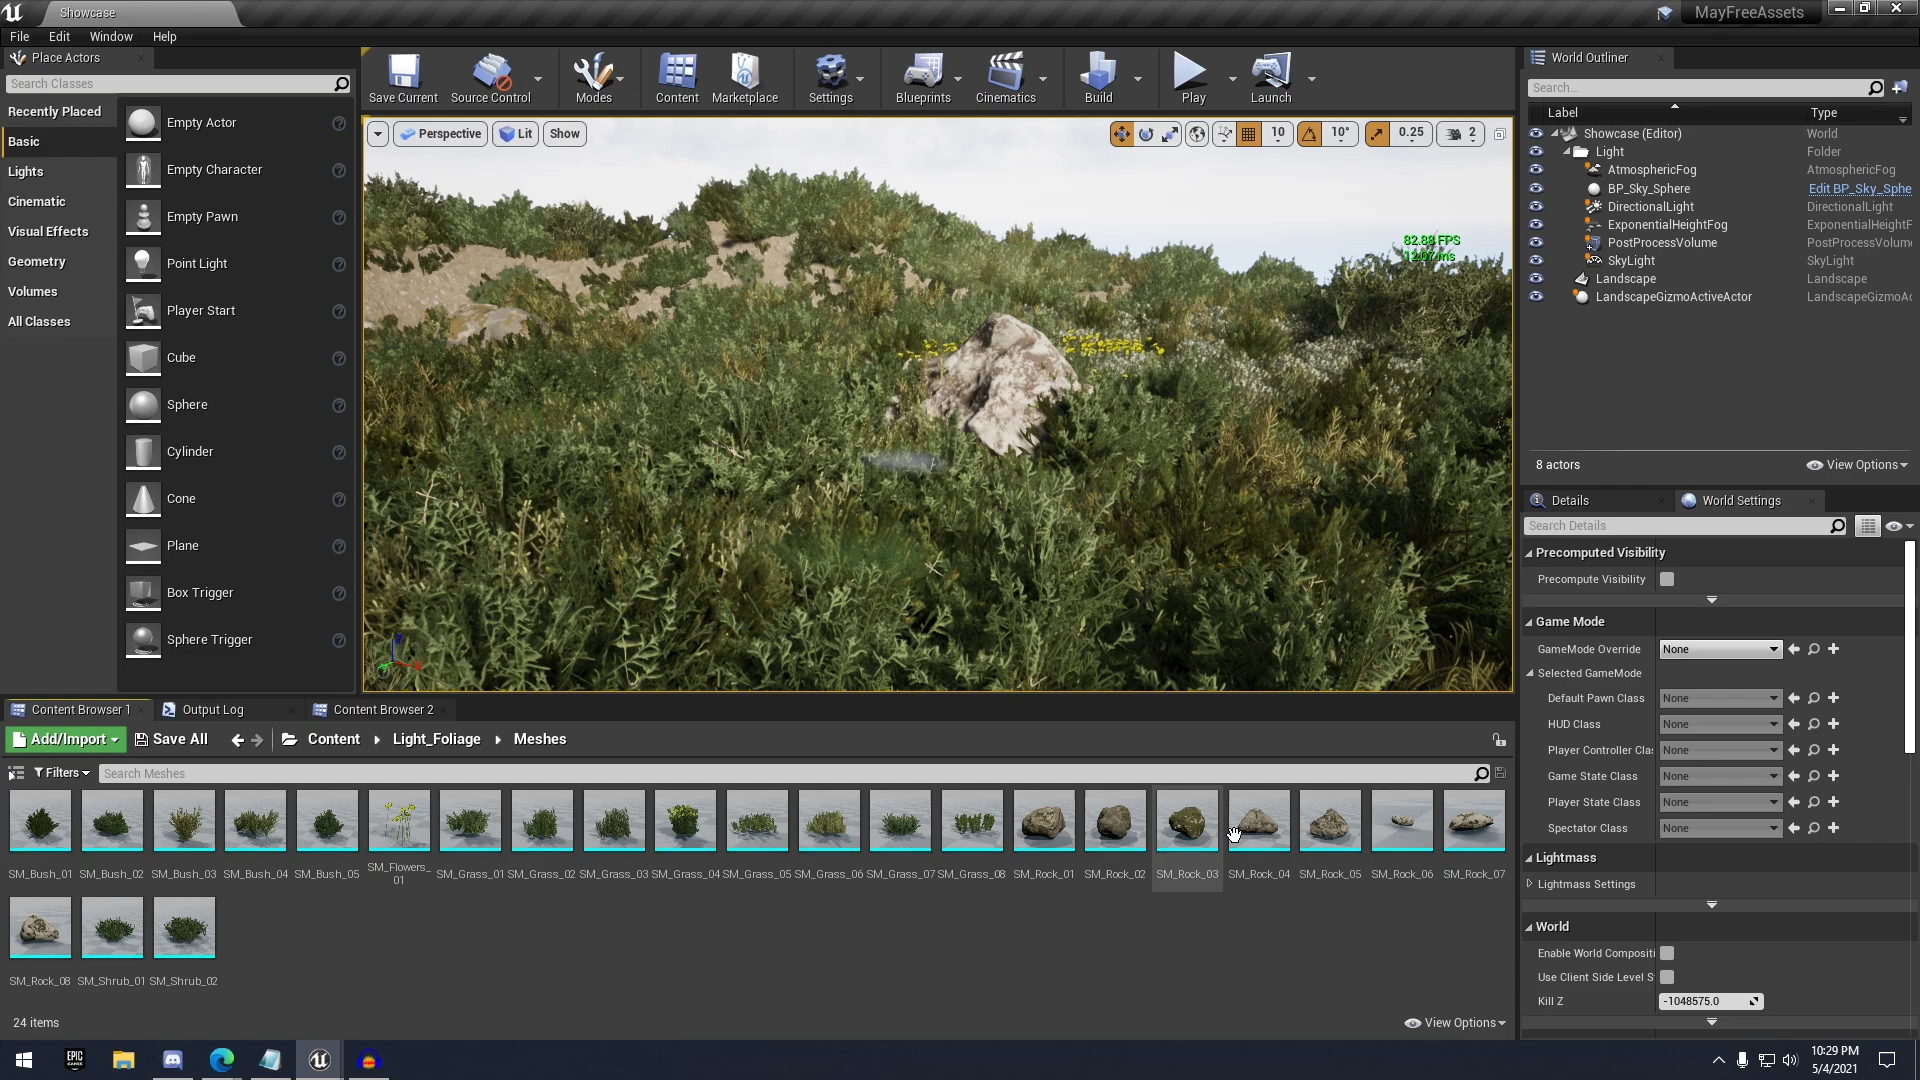 Showcase
MayFreeAssets
File Edit Window Help
Place Actors
Search Classes
Recently Placed
Basic
Lights
Cinematic
Visual Effects
Geometry
Volumes
All Classes
Empty Actor
Empty Character
Empty Pawn
Point Light
Player Start
Cube
Sphere
Cylinder
Cone
Plane
Box Trigger
Sphere Trigger
Save Current Source Control Modes Content Marketplace Settings Blueprints Cinematics Build Play Launch
Perspective Lit Show 10 10° 0.25 2
82.88 FPS
12.07 ms
World Outliner
Search...
Label Type
Showcase (Editor) World
Light Folder
AtmosphericFog AtmosphericFog
BP_Sky_Sphere Edit BP_Sky_Sphe
DirectionalLight DirectionalLight
ExponentialHeightFog ExponentialHeightF
PostProcessVolume PostProcessVolum
SkyLight SkyLight
Landscape Landscape
LandscapeGizmoActiveActor LandscapeGizmoAc
8 actors View Options
Details World Settings
Search Details
Precomputed Visibility
Precompute Visibility
Game Mode
GameMode Override None
Selected GameMode
Default Pawn Class None
HUD Class None
Player Controller Clas None
Game State Class None
Player State Class None
Spectator Class None
Lightmass
Lightmass Settings
World
Enable World Compositi
Use Client Side Level S
Kill Z -1048575.0
Content Browser 1 Output Log Content Browser 2
Add/Import Save All Content Light_Foliage Meshes
Filters Search Meshes
SM_Bush_01 SM_Bush_02 SM_Bush_03 SM_Bush_04 SM_Bush_05 SM_Flowers_01 SM_Grass_01 SM_Grass_02 SM_Grass_03 SM_Grass_04 SM_Grass_05 SM_Grass_06 SM_Grass_07 SM_Grass_08 SM_Rock_01 SM_Rock_02 SM_Rock_03 SM_Rock_04 SM_Rock_05 SM_Rock_06 SM_Rock_07
SM_Rock_08 SM_Shrub_01 SM_Shrub_02
24 items View Options
EPIC GAMES
10:29 PM
5/4/2021